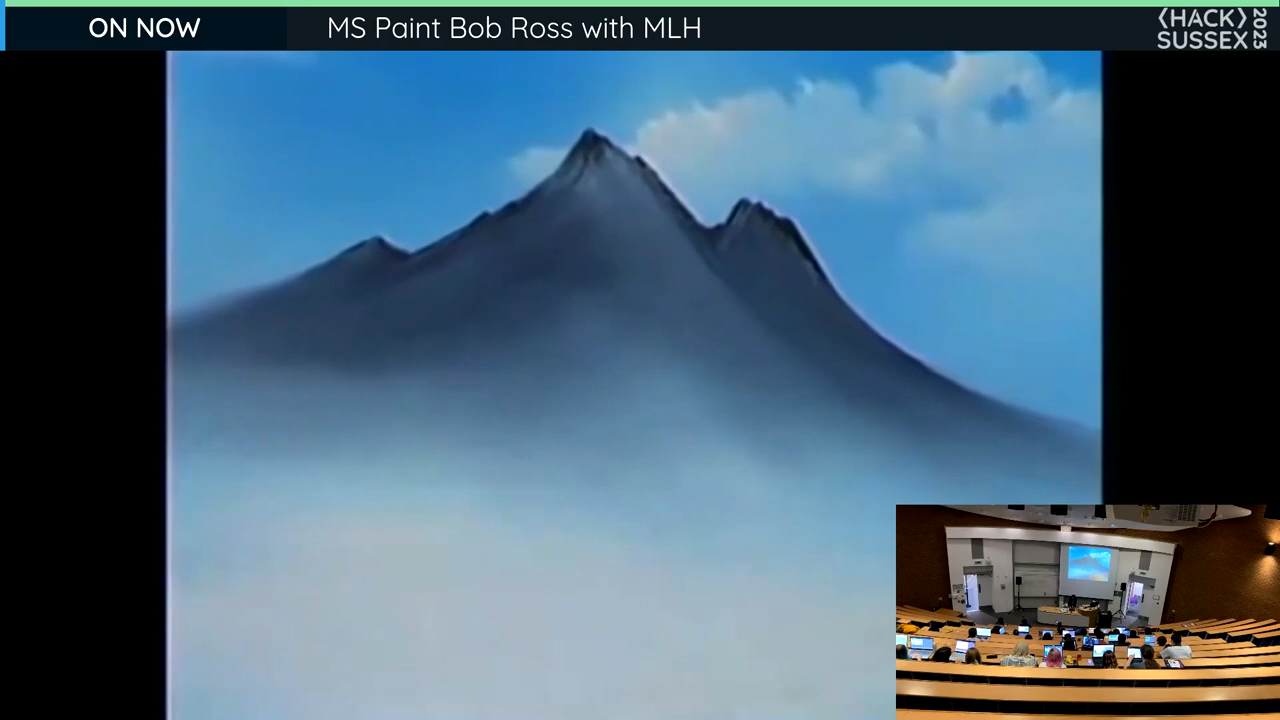 ON NOW
MS Paint Bob Ross with MLH
⟨HACK⟩
SUSSEX
2023